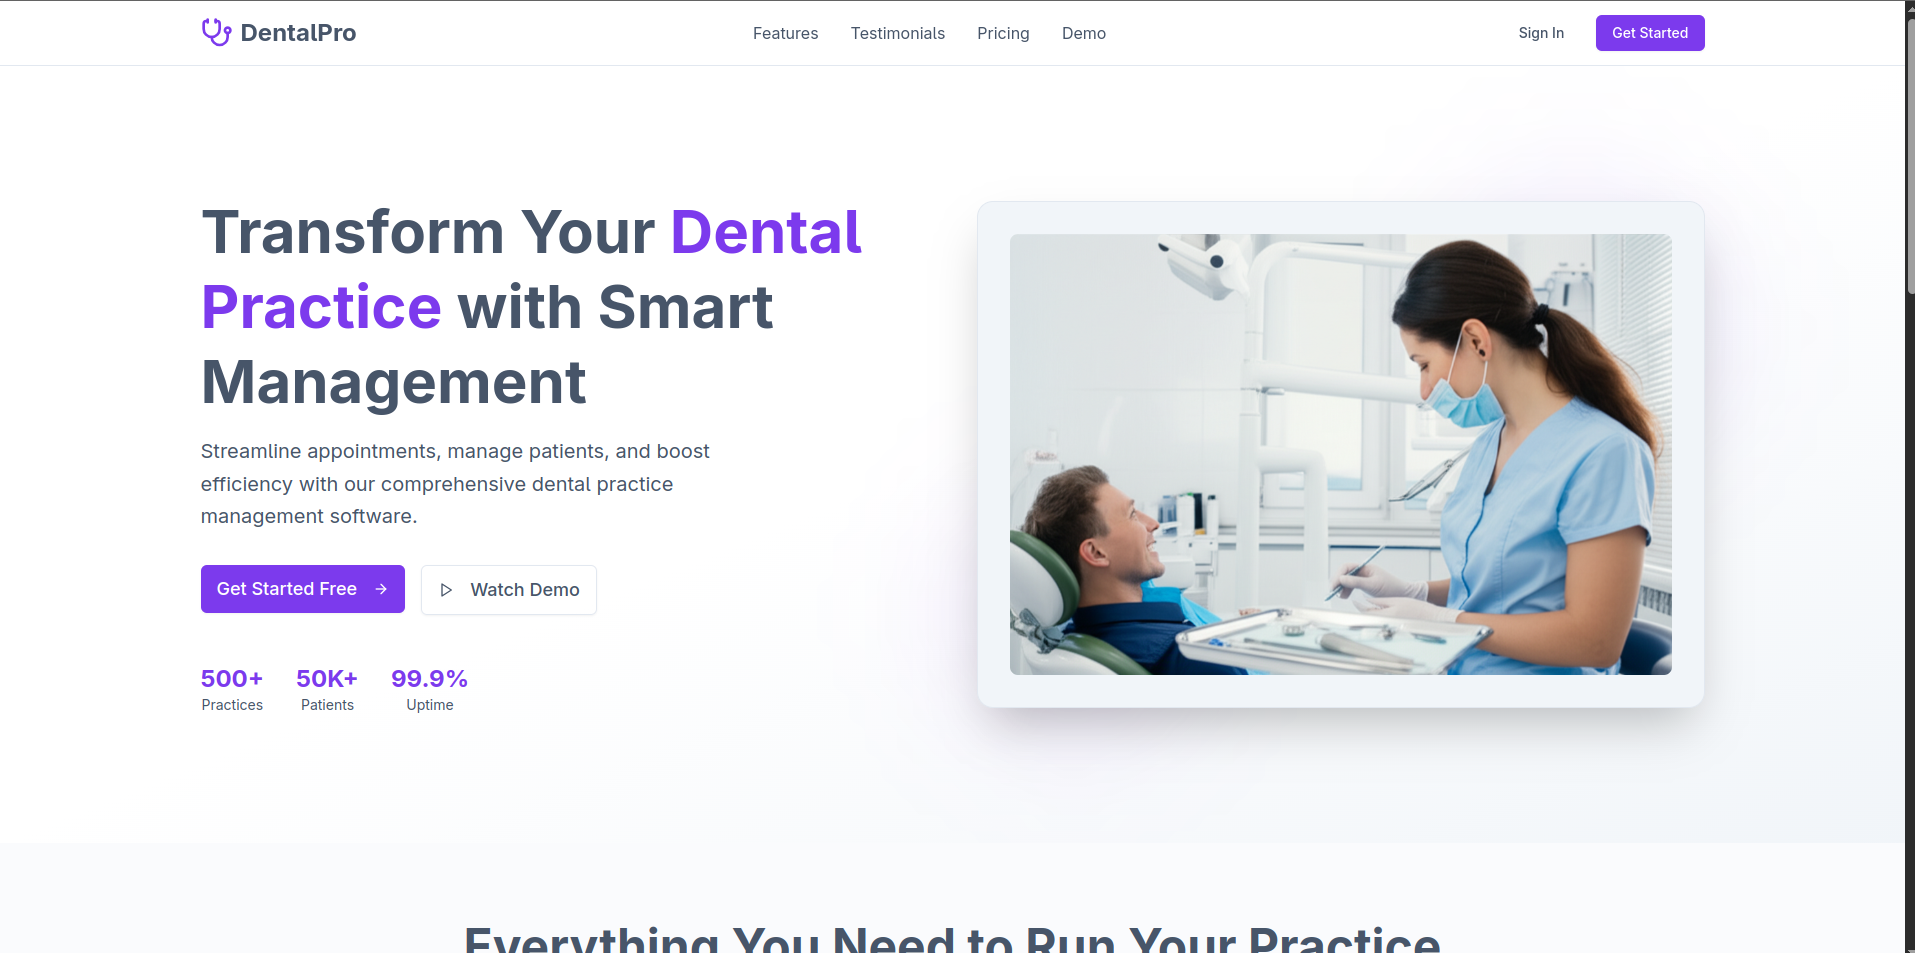 DentalPro
Features
Testimonials
Pricing
Demo
Sign In
Get Started
Transform Your Dental
Practice with Smart
Management
Streamline appointments, manage patients, and boost
efficiency with our comprehensive dental practice
management software.
Get Started Free
Watch Demo
500+
Practices
50K+
Patients
99.9%
Uptime
Everything You Need to Run Your Practice